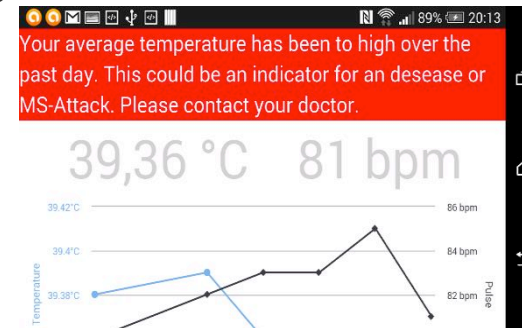 89% 20:13
Your average temperature has been to high over the
past day. This could be an indicator for an desease or
MS-Attack. Please contact your doctor.
39,36 °C 81 bpm
39.42°C 86 bpm
39.4°C 84 bpm
39.38°C 82 bpm
Temperature
Pulse